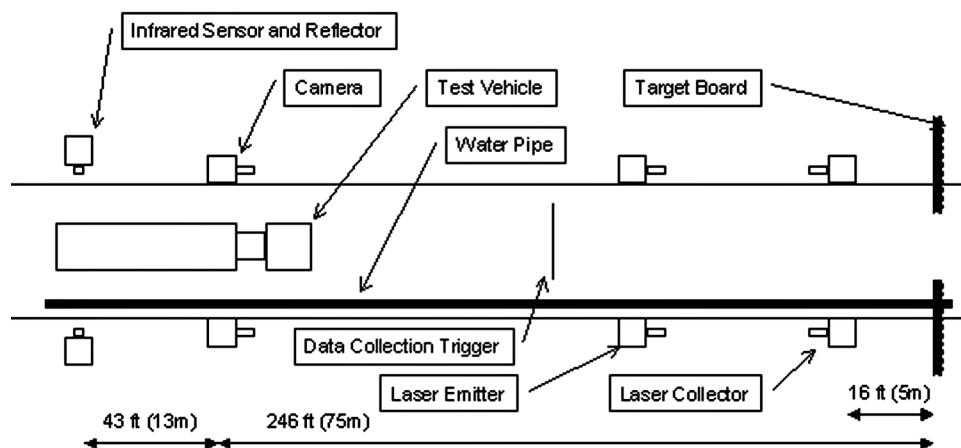 Infrared Sensor and Reflector
Camera
Test Vehicle
Target Board
Water Pipe
Data Collection Trigger
Laser Emitter
Laser Collector
16 ft (5m)
43 ft (13m)
246 ft (75m)